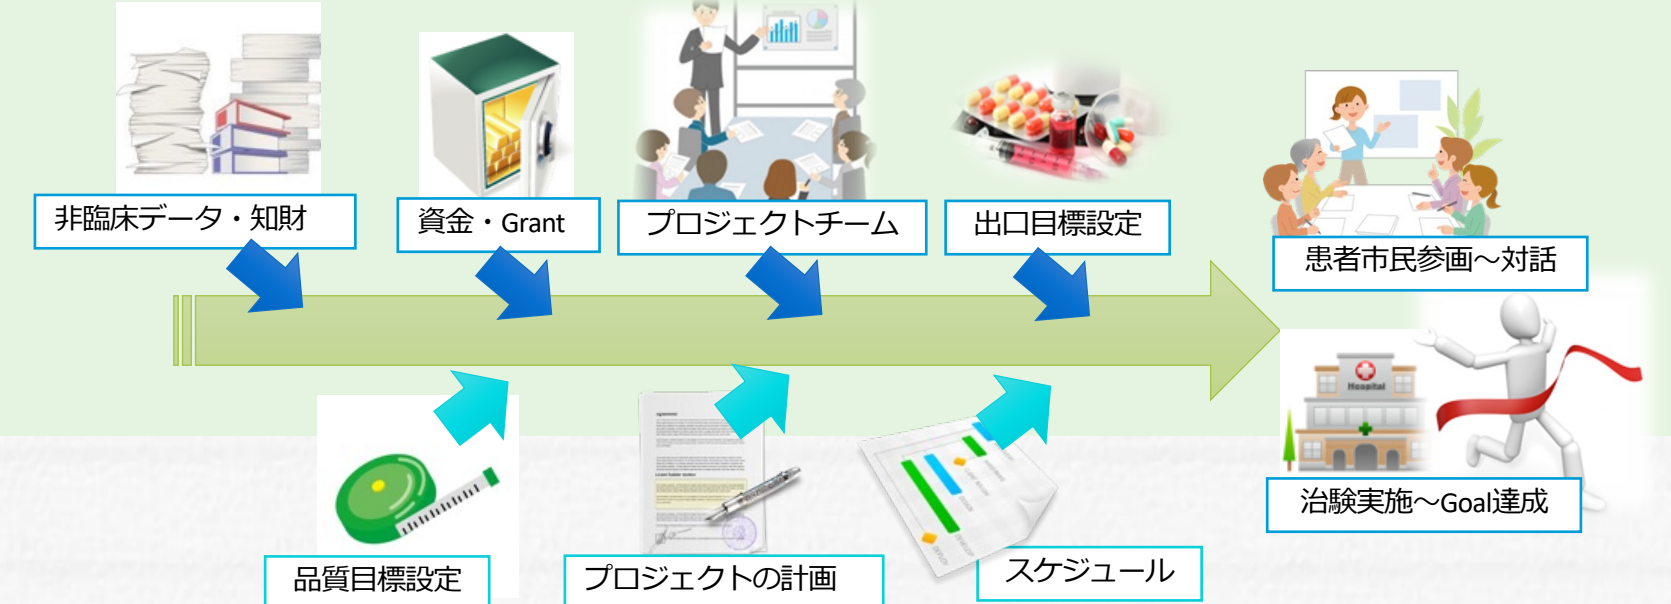 非臨床データ・知財
資金・Grant
プロジェクトチーム
出口目標設定
患者市民参画～対話
Hospital
治験実施～Goal達成
品質目標設定
プロジェクトの計画
スケジュール